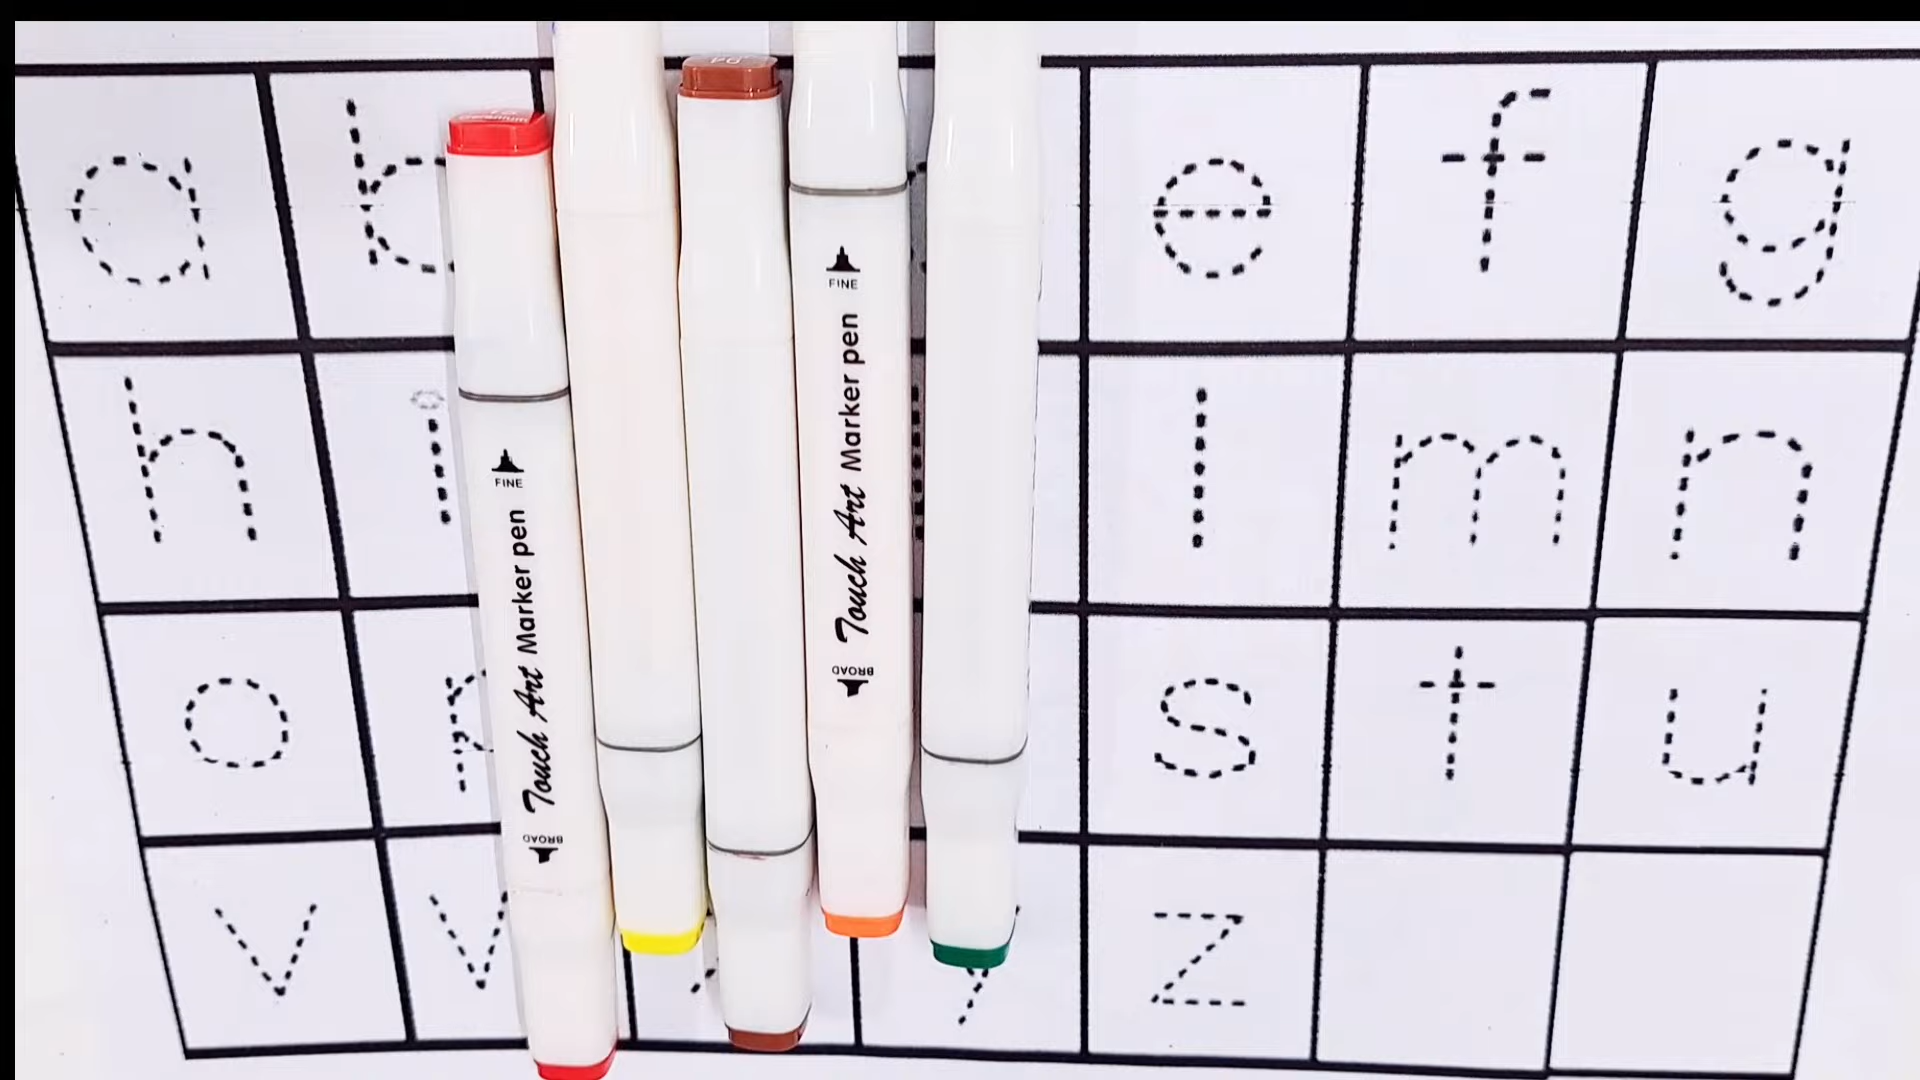 a b e f g
h i l m n
o s t u
v z
FINE
Touch Art Marker pen
BROAD
FINE
Touch Art Marker pen
BROAD